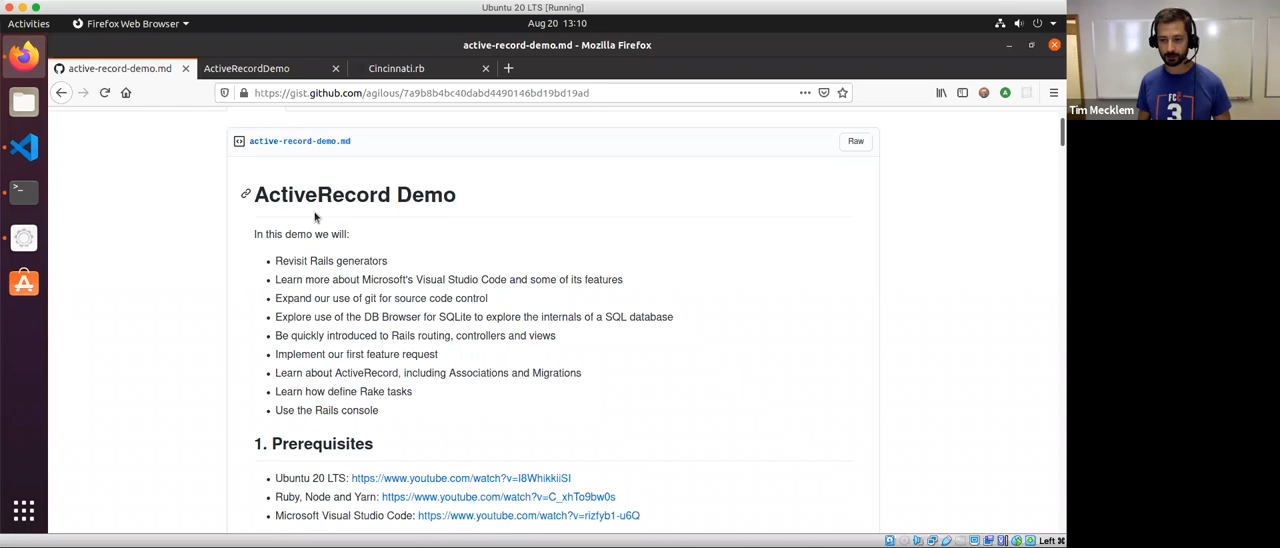 Ubuntu 20 LTS [Running]
Activities
Firefox Web Browser
Aug 20 13:10
active-record-demo.md - Mozilla Firefox
active-record-demo.md
ActiveRecordDemo
Cincinnati.rb
https://gist.github.com/agilous/7a9b8b4bc40dabd4490146bd19bd19ad
active-record-demo.md
Raw
ActiveRecord Demo
In this demo we will:
Revisit Rails generators
Learn more about Microsoft's Visual Studio Code and some of its features
Expand our use of git for source code control
Explore use of the DB Browser for SQLite to explore the internals of a SQL database
Be quickly introduced to Rails routing, controllers and views
Implement our first feature request
Learn about ActiveRecord, including Associations and Migrations
Learn how define Rake tasks
Use the Rails console
1. Prerequisites
Ubuntu 20 LTS: https://www.youtube.com/watch?v=I8WhikkiiSI
Ruby, Node and Yarn: https://www.youtube.com/watch?v=C_xhTo9bw0s
Microsoft Visual Studio Code: https://www.youtube.com/watch?v=rizfyb1-u6Q
Left ⌘
Tim Mecklem
FCC
3